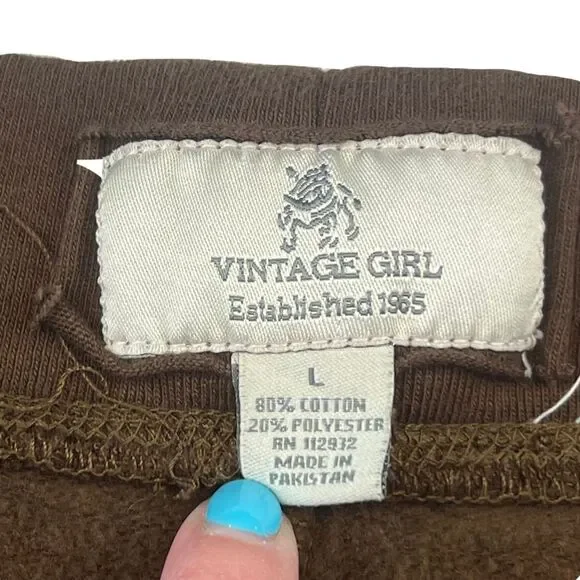 VINTAGE GIRL
Established 1965
L
80% COTTON
20% POLYESTER
RN 112932
MADE IN
PAKISTAN